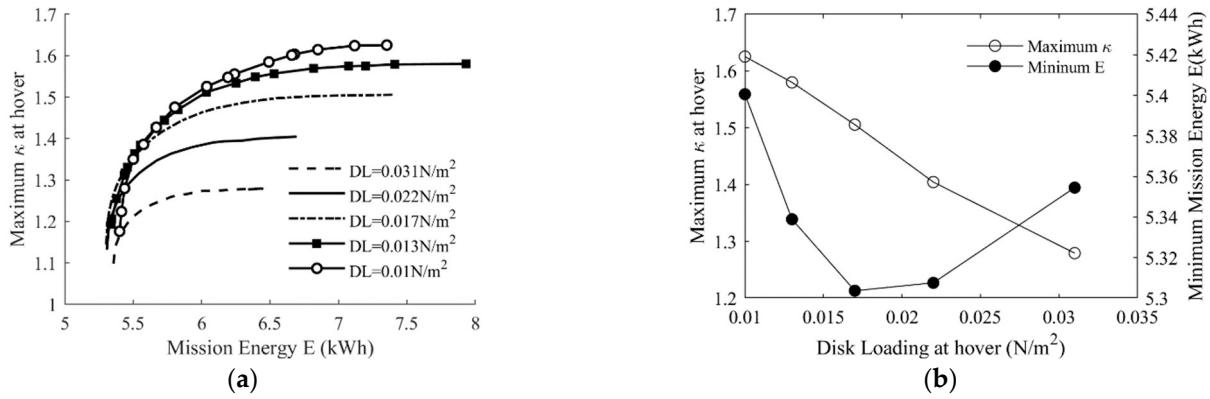 1.7
1.6
1.5
1.4
1.3
1.2
1.1
1
Maximum κ at hover
DL=0.031N/m²
DL=0.022N/m²
DL=0.017N/m²
DL=0.013N/m²
DL=0.01N/m²
5 5.5 6 6.5 7 7.5 8
Mission Energy E (kWh)
(a)
1.7
1.6
1.5
1.4
1.3
1.2
Maximum κ at hover
Maximum κ
Mininum E
5.44
5.42
5.4
5.38
5.36
5.34
5.32
5.3
Minimum Mission Energy E(kWh)
0.01 0.015 0.02 0.025 0.03 0.035
Disk Loading at hover (N/m²)
(b)